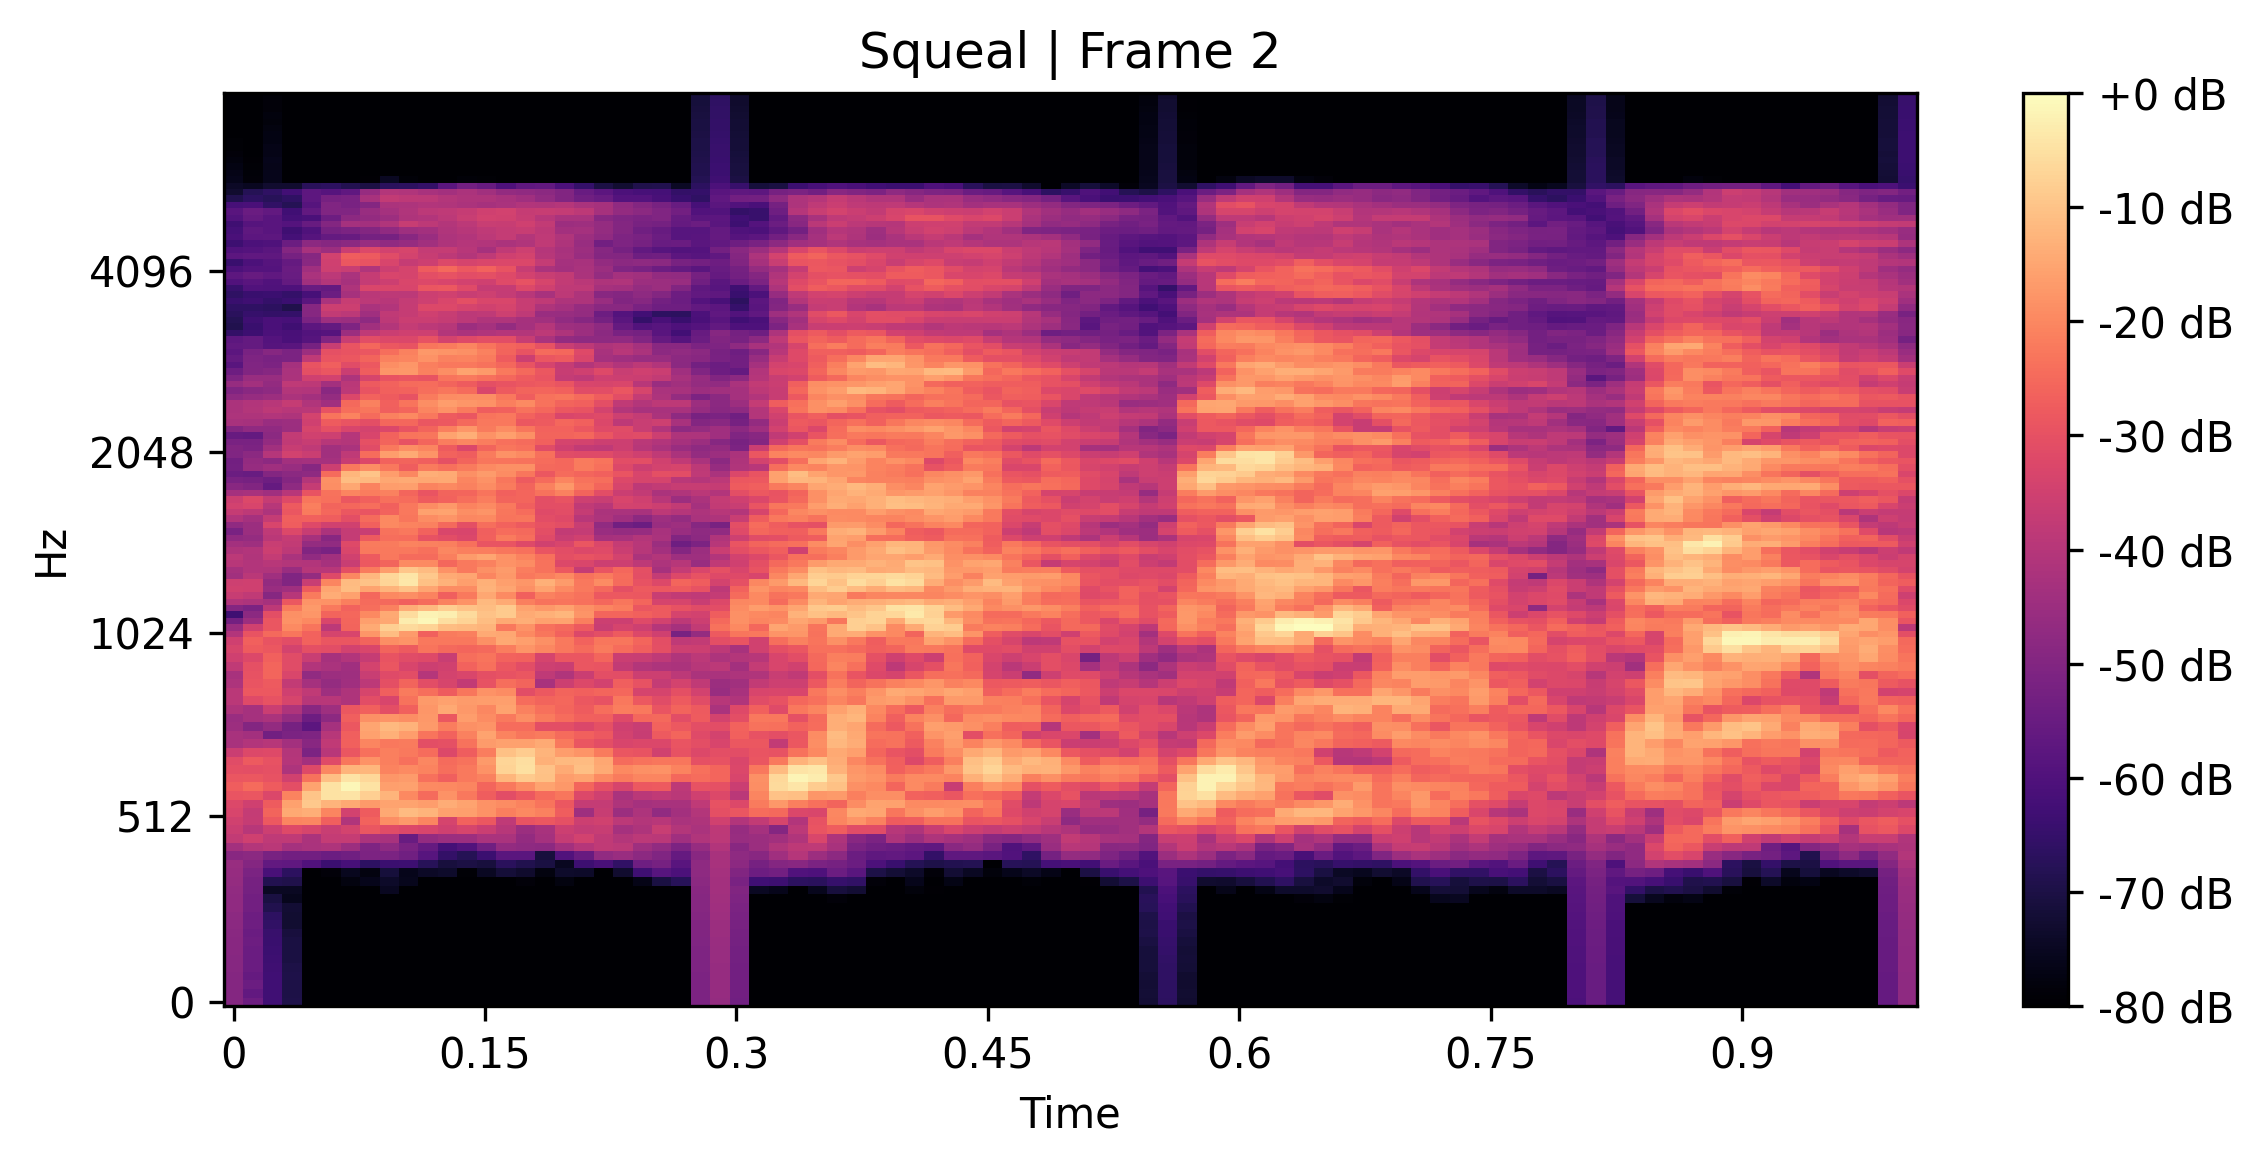 Squeal | Frame 2
+0 dB
-10 dB
-20 dB
-30 dB
-40 dB
-50 dB
-60 dB
-70 dB
-80 dB
4096
2048
1024
512
0
Hz
0 0.15 0.3 0.45 0.6 0.75 0.9
Time